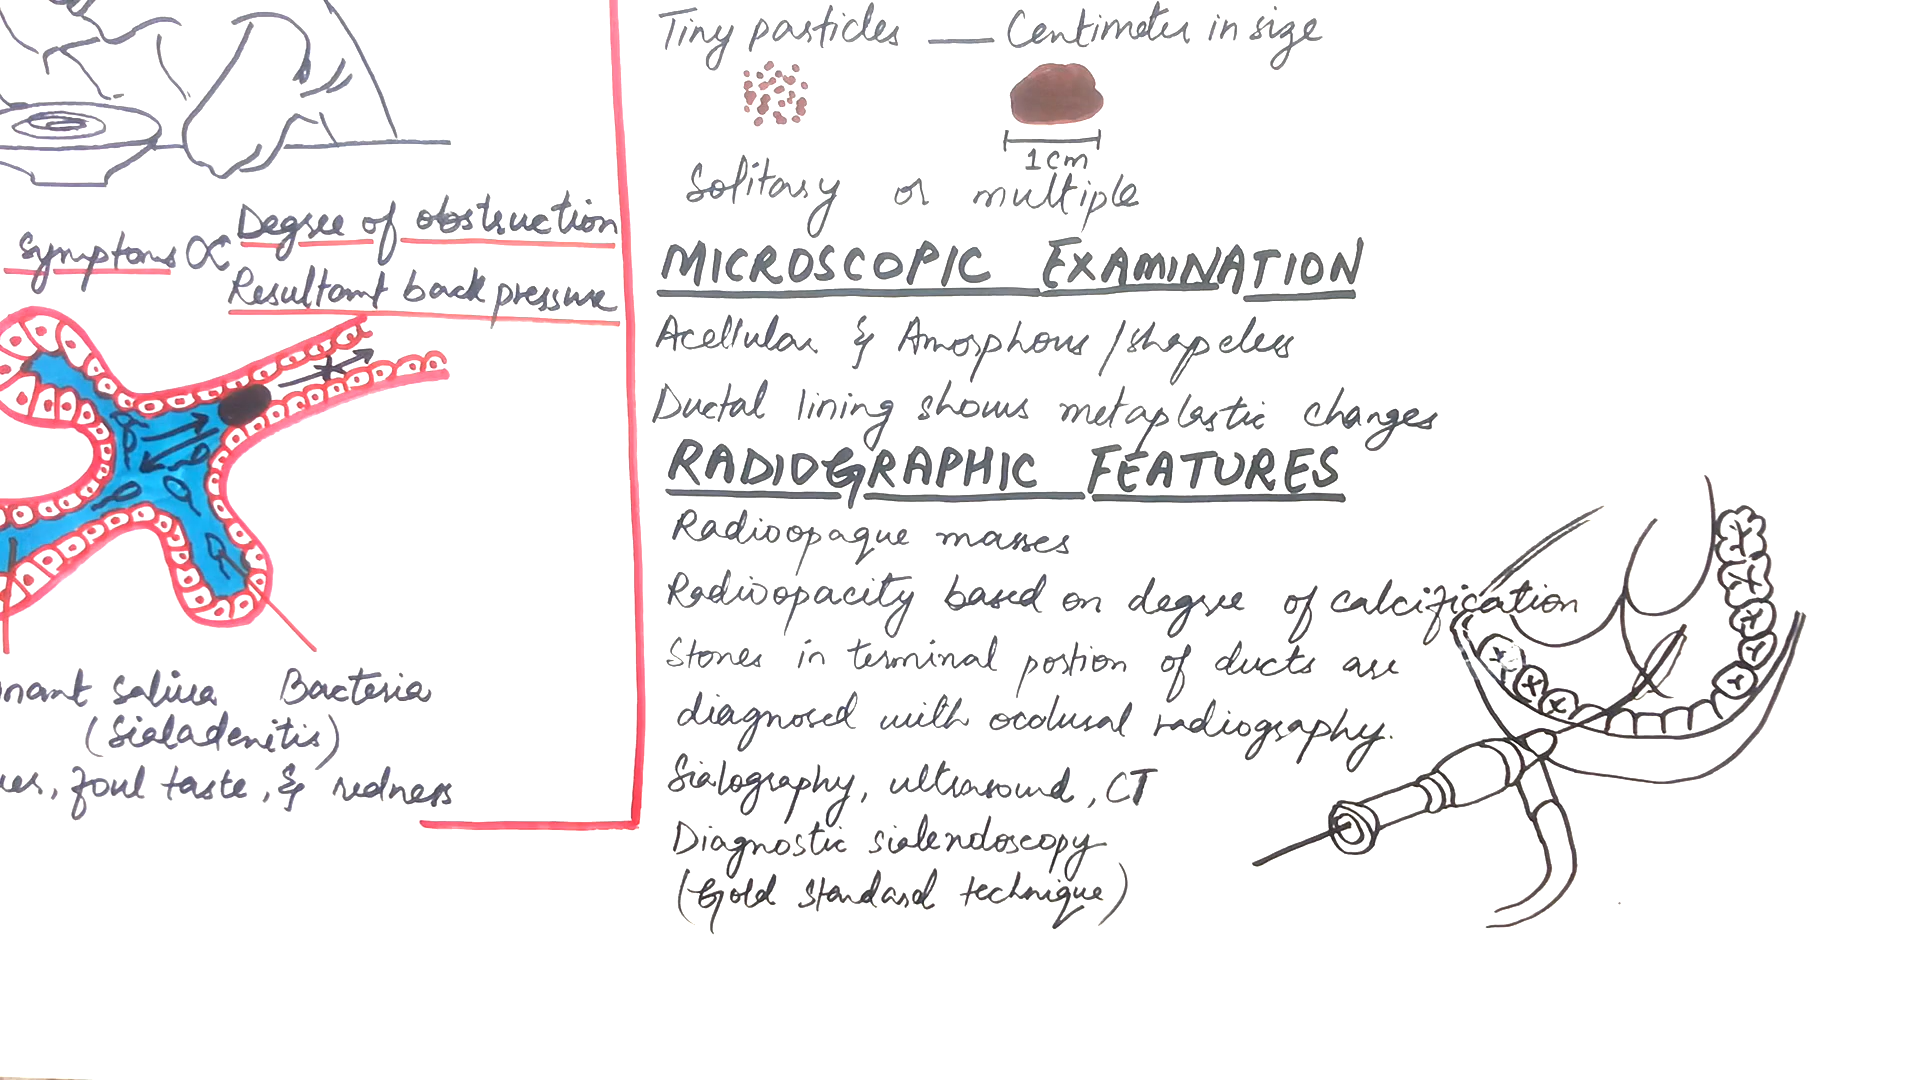 symptoms ∝ Degree of obstruction
Resultant back pressure
nant saliva Bacteria
(Sialadenitis)
foul taste, & redness
Tiny particles — Centimeter in size
1 cm
Solitary or multiple
MICROSCOPIC EXAMINATION
Acellular & Amorphous / shapeless
Ductal lining shows metaplastic changes
RADIOGRAPHIC FEATURES
Radioopaque masses
Radioopacity based on degree of calcification
Stones in terminal portion of ducts are
diagnosed with occlusal radiography.
Sialography, ultrasound, CT
Diagnostic sialendoscopy
(Gold standard technique)